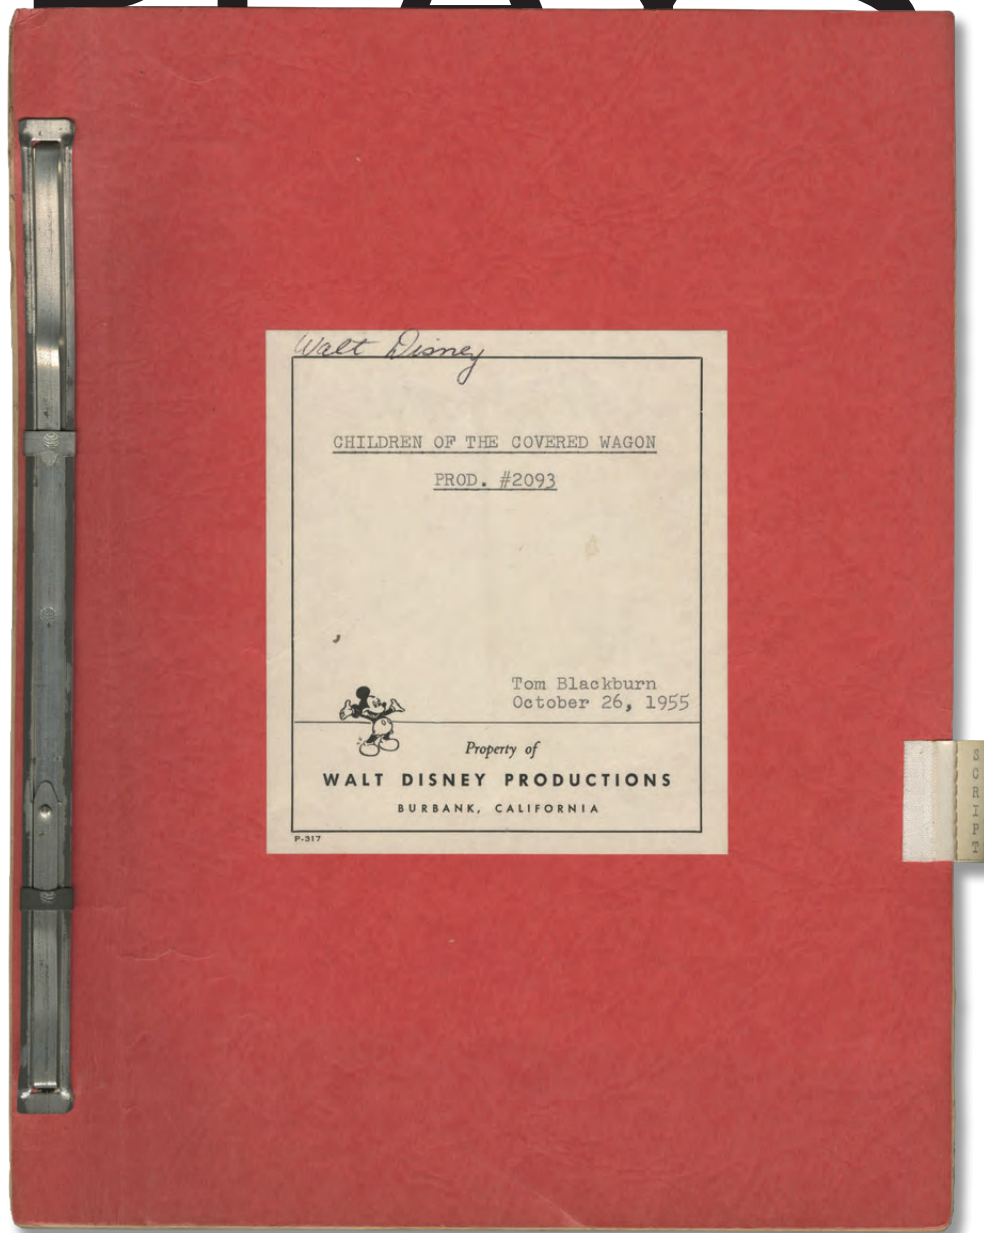 Walt Disney
CHILDREN OF THE COVERED WAGON
PROD. #2093
Tom Blackburn
October 26, 1955
Property of
WALT DISNEY PRODUCTIONS
BURBANK, CALIFORNIA
P-317
SCRIPT